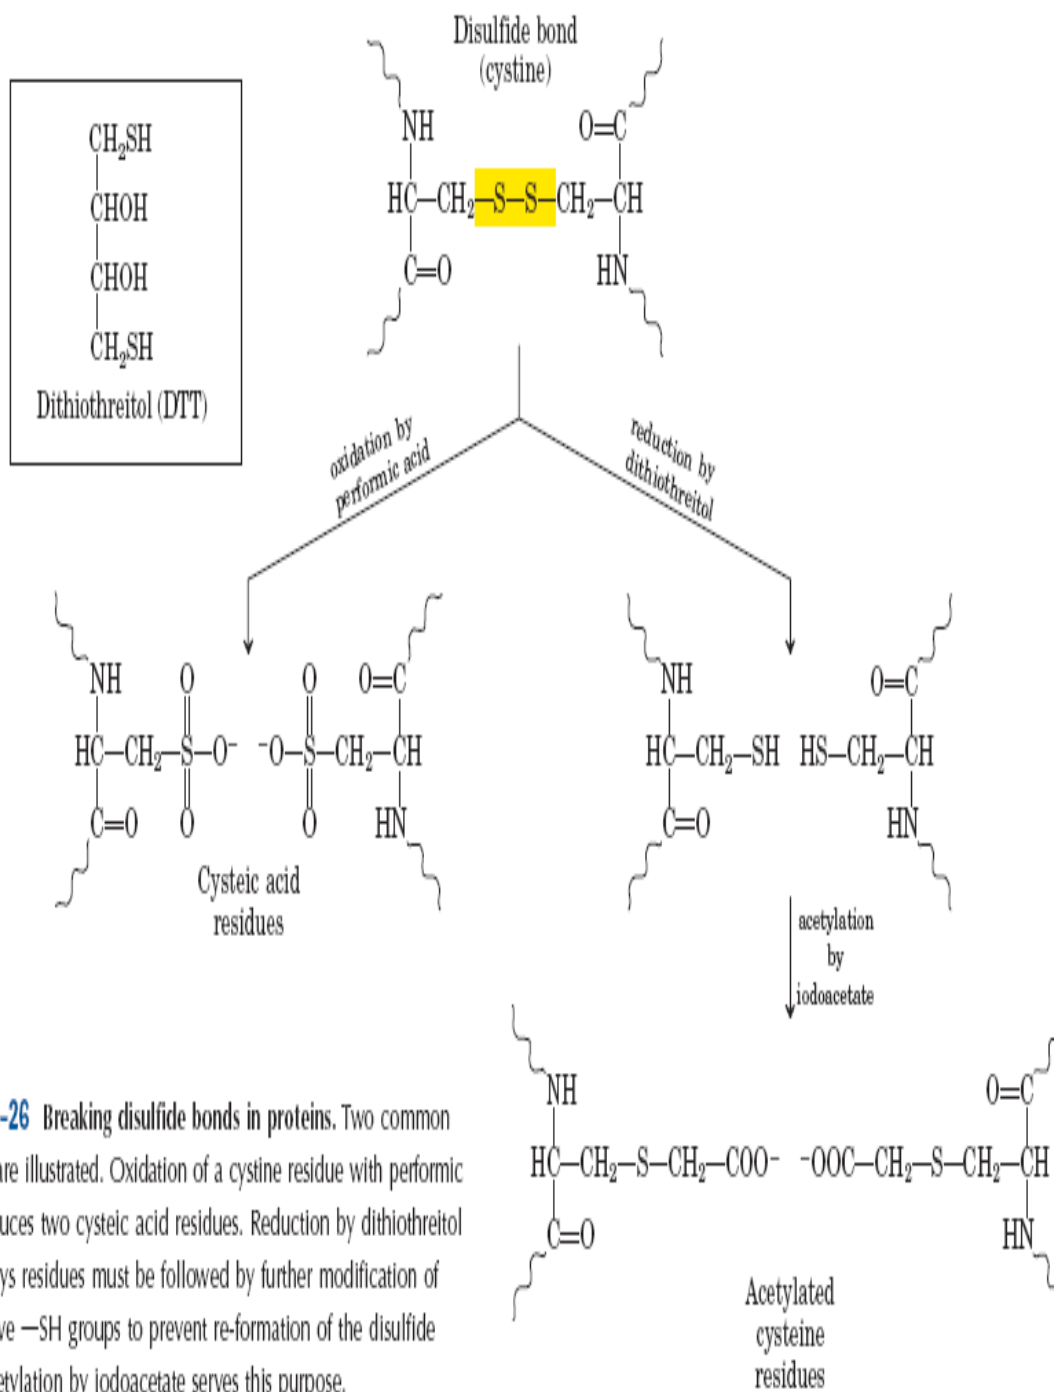 Disulfide bond
(cystine)
CH₂SH
CHOH
CHOH
CH₂SH
Dithiothreitol (DTT)
NH
O=C
HC—CH₂—S—S—CH₂—CH
C=O
HN
oxidation by
performic acid
reduction by
dithiothreitol
NH
O
O
O=C
HC—CH₂—S—O⁻ ⁻O—S—CH₂—CH
C=O
O
O
HN
Cysteic acid
residues
NH
O=C
HC—CH₂—SH HS—CH₂—CH
C=O
HN
acetylation
by
iodoacetate
NH
O=C
HC—CH₂—S—CH₂—COO⁻ ⁻OOC—CH₂—S—CH₂—CH
C=O
HN
Acetylated
cysteine
residues
–26 Breaking disulfide bonds in proteins. Two common
are illustrated. Oxidation of a cystine residue with performic
uces two cysteic acid residues. Reduction by dithiothreitol
ys residues must be followed by further modification of
ve —SH groups to prevent re-formation of the disulfide
etylation by iodoacetate serves this purpose.